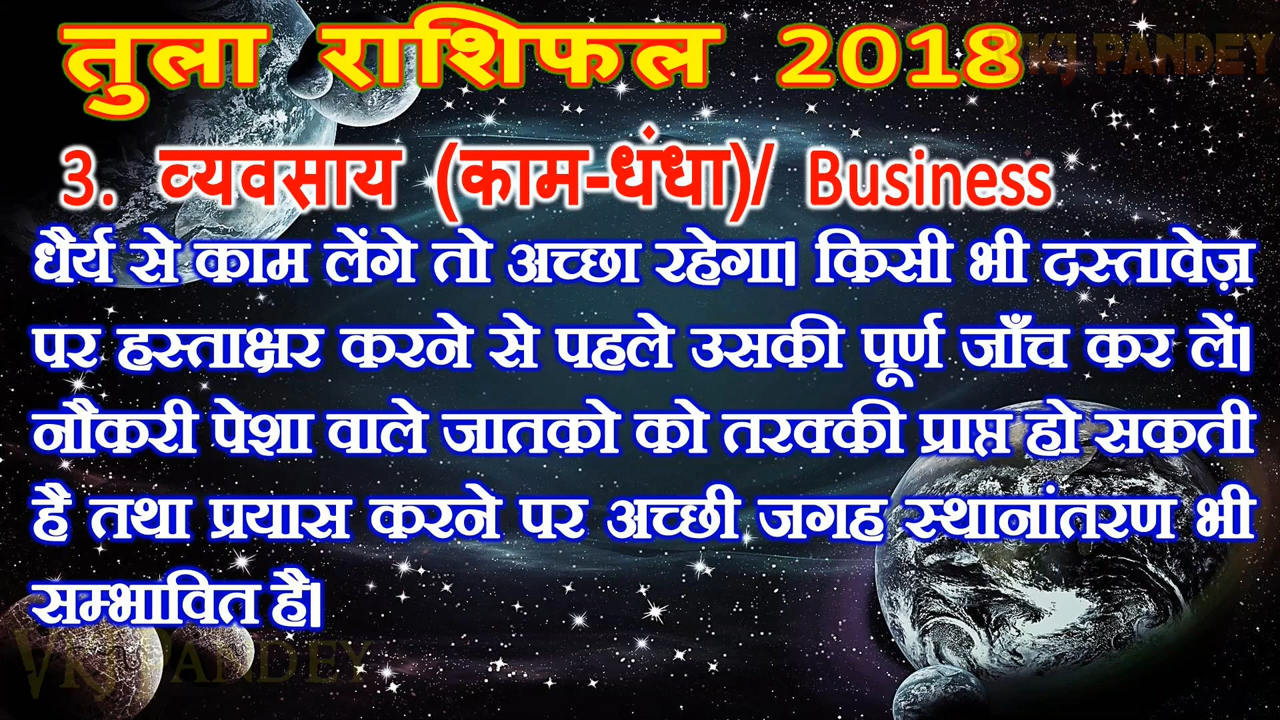 तुला राशिफल 2018
VKJ PANDEY
3. व्यवसाय (काम-धंधा)/ Business
धैर्य से काम लेंगे तो अच्छा रहेगा। किसी भी दस्तावेज़
पर हस्ताक्षर करने से पहले उसकी पूर्ण जाँच कर लें।
नौकरी पेशा वाले जातको को तरक्की प्राप्त हो सकती
है तथा प्रयास करने पर अच्छी जगह स्थानांतरण भी
सम्भावित है।
VKJ PANDEY